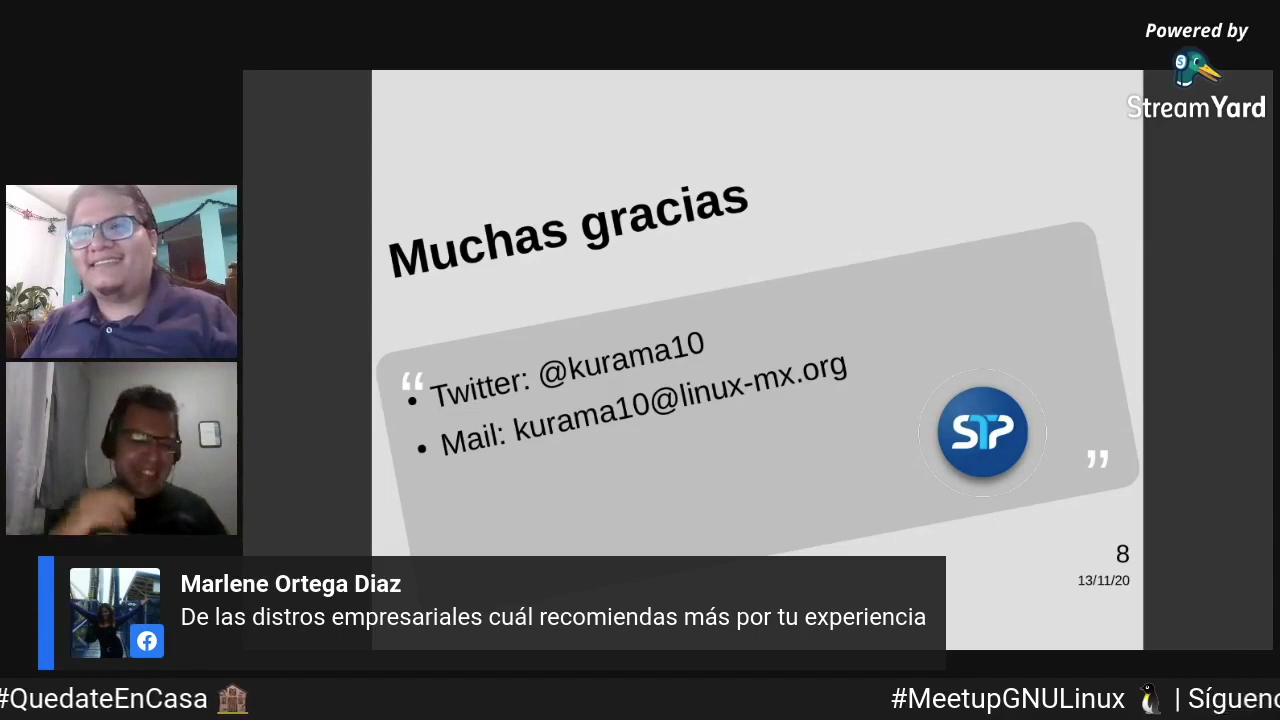 Powered by
StreamYard
Muchas gracias
“
• Twitter: @kurama10
• Mail: kurama10@linux-mx.org
STP
”
8
13/11/20
Marlene Ortega Diaz
De las distros empresariales cuál recomiendas más por tu experiencia
#QuedateEnCasa #MeetupGNULinux | Síguenc